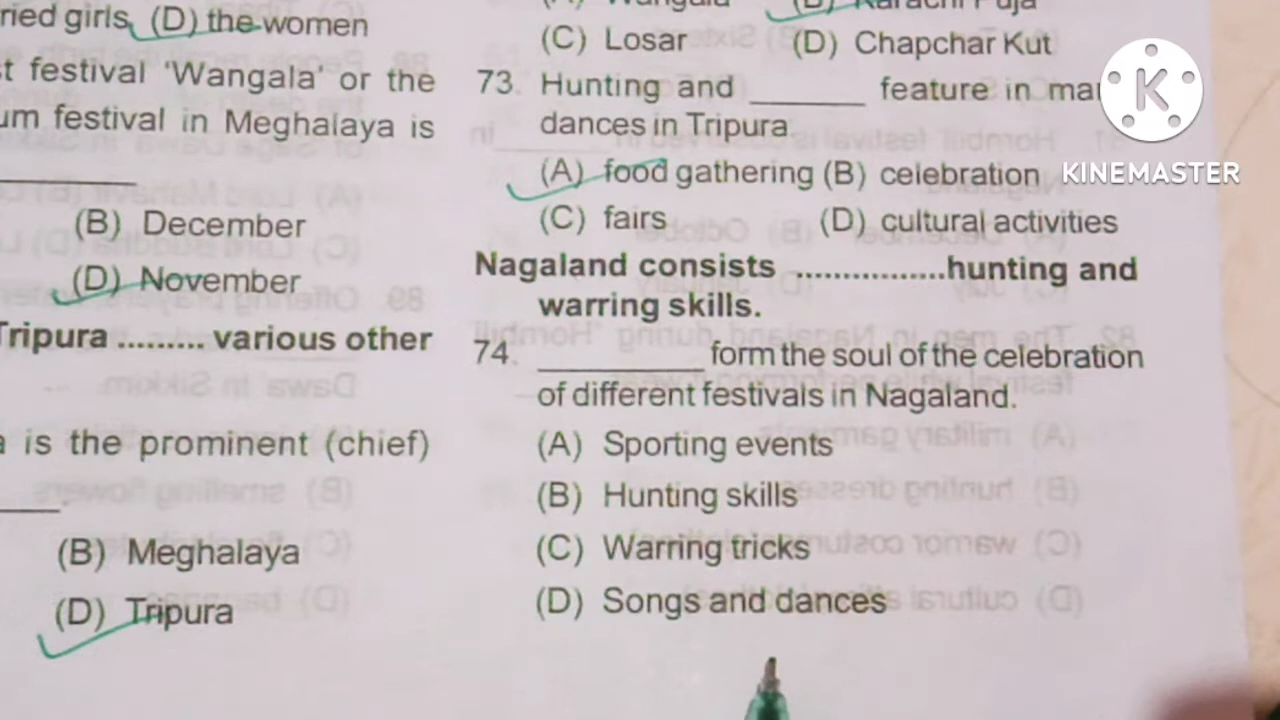 ried girls (D) the women
st festival 'Wangala' or the
um festival in Meghalaya is
(B) December
(D) November
Tripura ......... various other
is the prominent (chief)
(B) Meghalaya
(D) Tripura
(C) Losar (D) Chapchar Kut
73. Hunting and ______ feature in
dances in Tripura
(A) food gathering (B) celebration
(C) fairs (D) cultural activities
Nagaland consists .................hunting and
warring skills.
74. ________ form the soul of the celebration
of different festivals in Nagaland.
(A) Sporting events
(B) Hunting skills
(C) Warring tricks
(D) Songs and dances
K
KINEMASTER